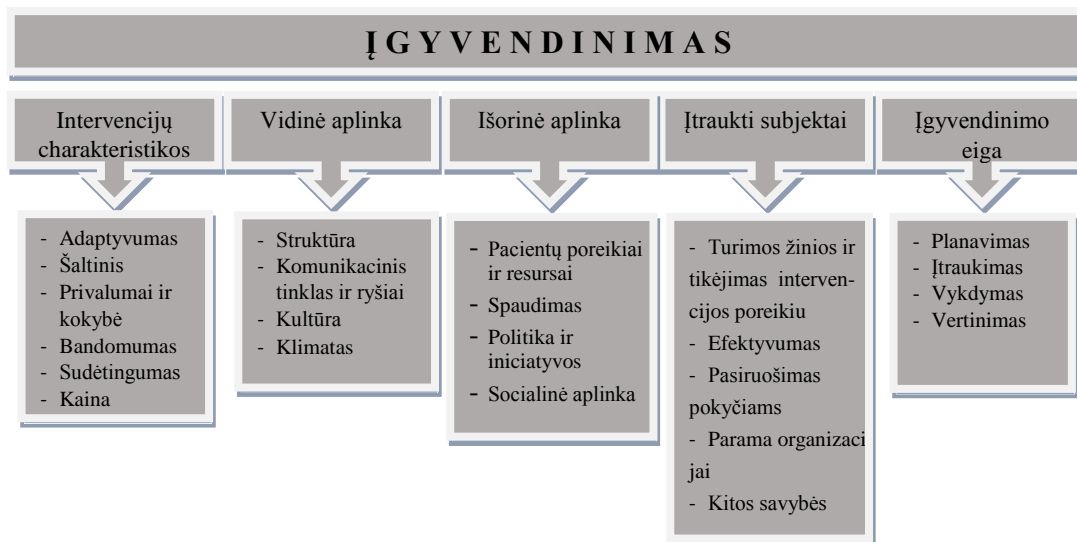 ĮGYVENDINIMAS
Intervencijų
charakteristikos
Vidinė aplinka
Išorinė aplinka
Įtraukti subjektai
Įgyvendinimo
eiga
- Adaptyvumas
- Šaltinis
- Privalumai ir
kokybė
- Bandomumas
- Sudėtingumas
- Kaina
- Struktūra
- Komunikacinis
tinklas ir ryšiai
- Kultūra
- Klimatas
- Pacientų poreikiai
ir resursai
- Spaudimas
- Politika ir
iniciatyvos
- Socialinė aplinka
- Turimos žinios ir
tikėjimas interven-
cijos poreikiu
- Efektyvumas
- Pasiruošimas
pokyčiams
- Parama organizaci
jai
- Kitos savybės
- Planavimas
- Įtraukimas
- Vykdymas
- Vertinimas